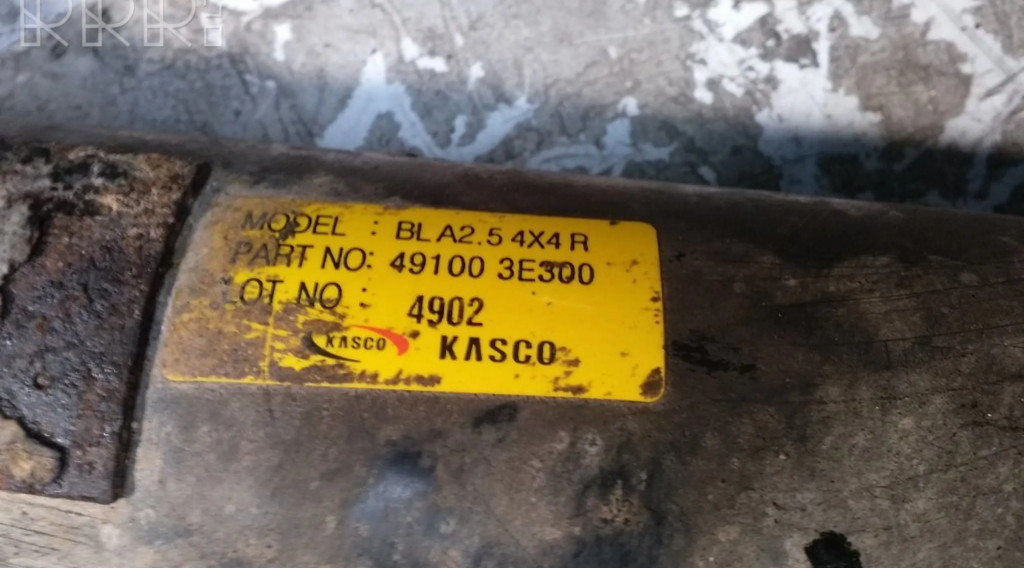 RRR
MODEL : BL A2.5 4X4 R
PART NO: 49100 3E300
LOT NO : 4902
KASCO KASCO